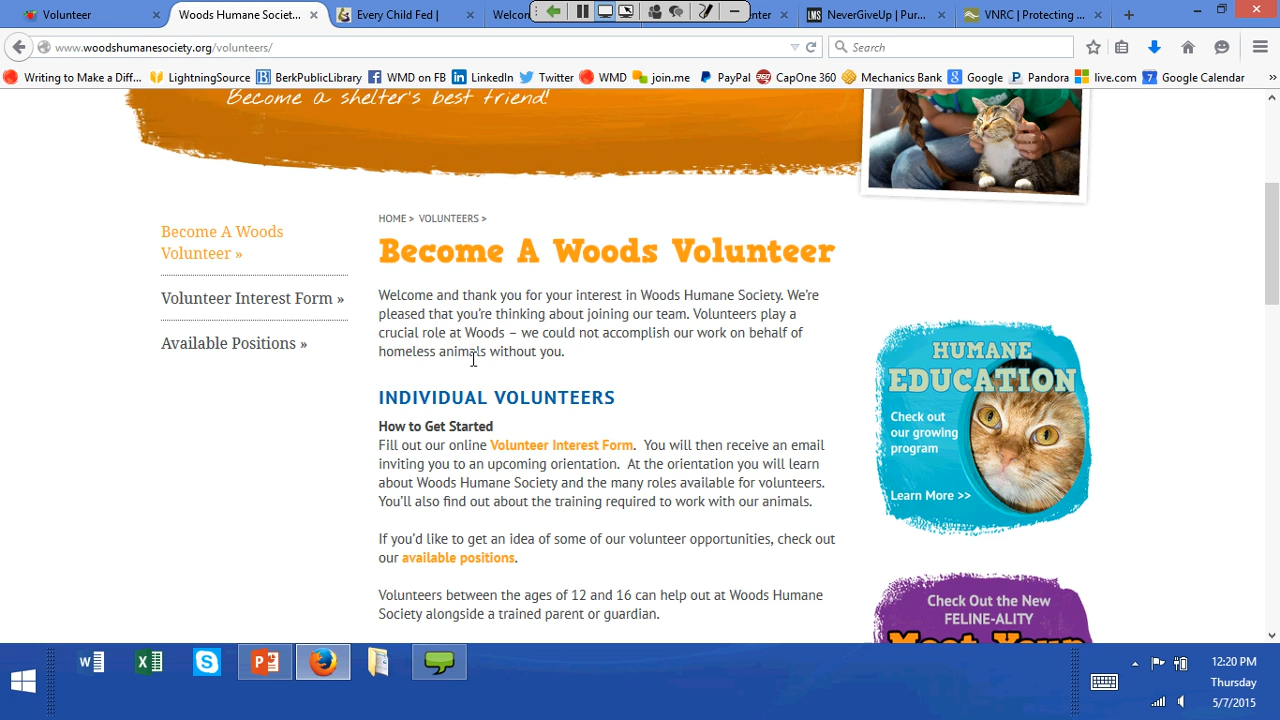 Volunteer
Woods Humane Societ...
Every Child Fed |
Welcon
enter
NeverGiveUp | Pur...
VNRC | Protecting ...
www.woodshumanesociety.org/volunteers/
Search
Writing to Make a Diff...
LightningSource
BerkPublicLibrary
WMD on FB
LinkedIn
Twitter
WMD
join.me
PayPal
CapOne 360
Mechanics Bank
Google
Pandora
live.com
Google Calendar
Become a shelter's best friend!
Become A Woods
Volunteer »
Volunteer Interest Form »
Available Positions »
HOME > VOLUNTEERS >
Become A Woods Volunteer
Welcome and thank you for your interest in Woods Humane Society. We're
pleased that you're thinking about joining our team. Volunteers play a
crucial role at Woods – we could not accomplish our work on behalf of
homeless animals without you.
INDIVIDUAL VOLUNTEERS
How to Get Started
Fill out our online Volunteer Interest Form. You will then receive an email
inviting you to an upcoming orientation. At the orientation you will learn
about Woods Humane Society and the many roles available for volunteers.
You'll also find out about the training required to work with our animals.
If you'd like to get an idea of some of our volunteer opportunities, check out
our available positions.
Volunteers between the ages of 12 and 16 can help out at Woods Humane
Society alongside a trained parent or guardian.
HUMANE
EDUCATION
Check out
our growing
program
Learn More >>
Check Out the New
FELINE-ALITY
Meet Your
12:20 PM
Thursday
5/7/2015